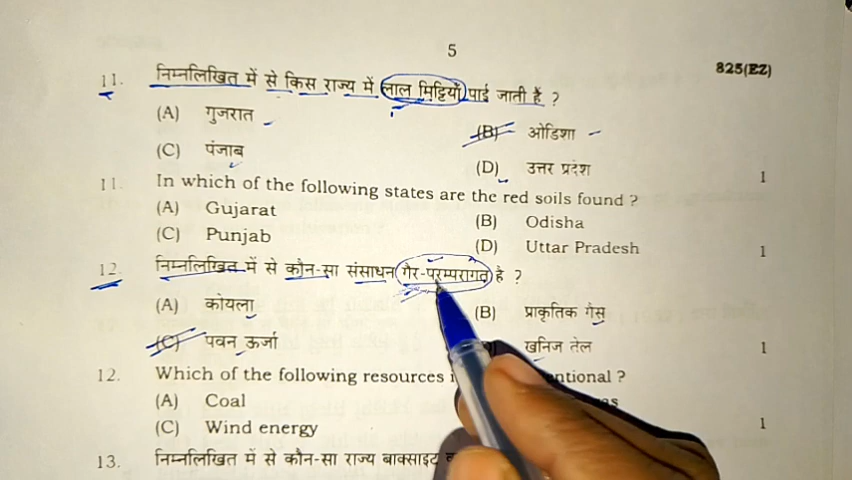 5
825(EZ)
11. निम्नलिखित में से किस राज्य में लाल मिट्टियाँ पाई जाती हैं ?
(A) गुजरात
(B) ओडिशा
(C) पंजाब
(D) उत्तर प्रदेश 1
11. In which of the following states are the red soils found ?
(A) Gujarat
(B) Odisha
(C) Punjab
(D) Uttar Pradesh 1
12. निम्नलिखित में से कौन-सा संसाधन गैर-परम्परागत है ?
(A) कोयला
(B) प्राकृतिक गैस
(C) पवन ऊर्जा
खनिज तेल 1
12. Which of the following resources ?
(A) Coal
(C) Wind energy 1
13. निम्नलिखित में से कौन-सा राज्य बाक्साइट